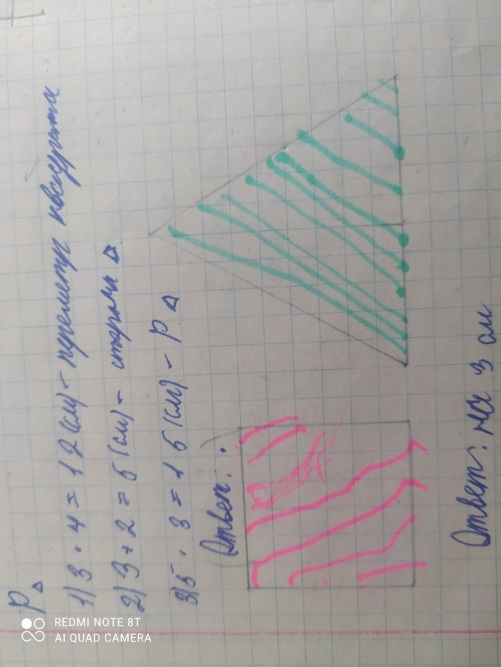 P △
1) 3 · 4 = 12 (см) - периметр квадрата
2) 3 + 2 = 5 (см) - сторона △
3) 5 · 3 = 15 (см) - P △
Ответ:
Ответ: на 3 см
REDMI NOTE 8T
AI QUAD CAMERA